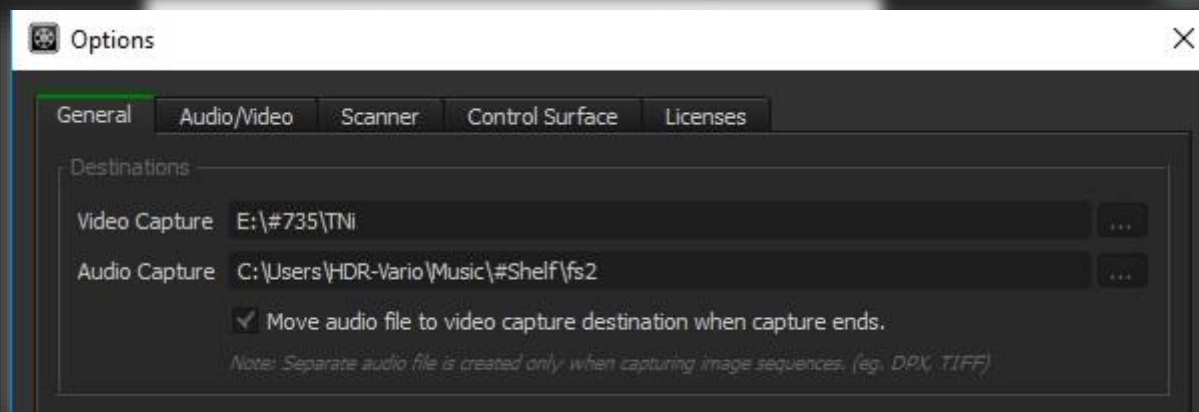 Options
General Audio/Video Scanner Control Surface Licenses
Destinations
Video Capture E:\#735\TNi ...
Audio Capture C:\Users\HDR-Vario\Music\#Shelf\fs2 ...
Move audio file to video capture destination when capture ends.
Note: Separate audio file is created only when capturing image sequences. (eg. DPX, TIFF)